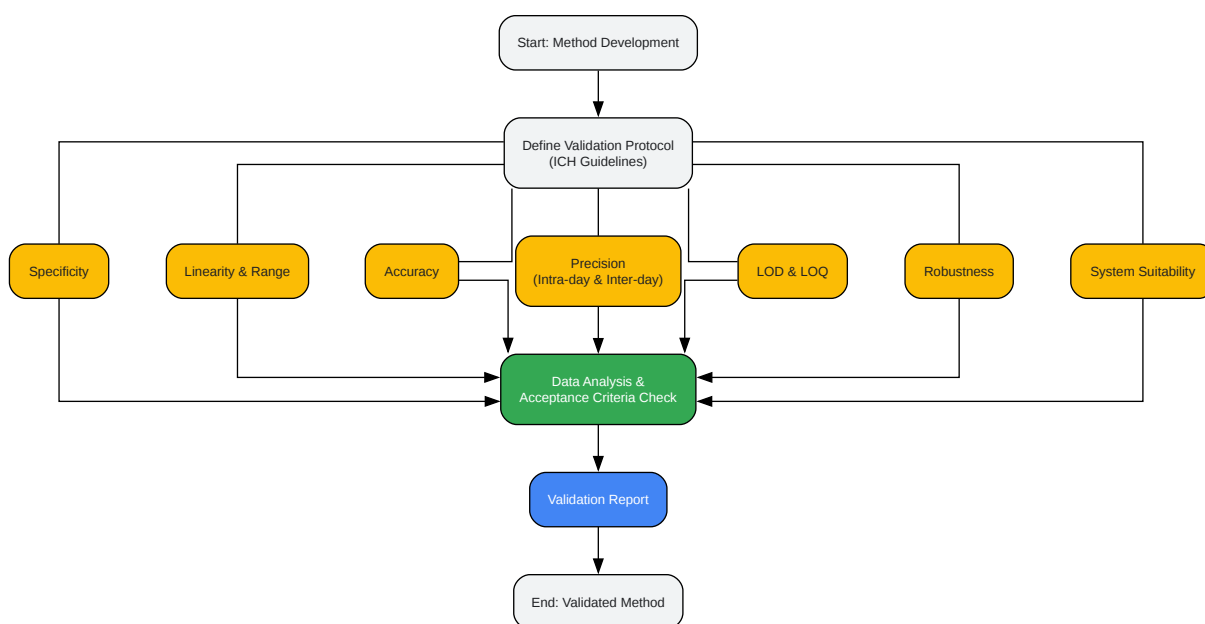 Start: Method Development
Define Validation Protocol
(ICH Guidelines)
Specificity
Linearity & Range
Accuracy
Precision
(Intra-day & Inter-day)
LOD & LOQ
Robustness
System Suitability
Data Analysis &
Acceptance Criteria Check
Validation Report
End: Validated Method